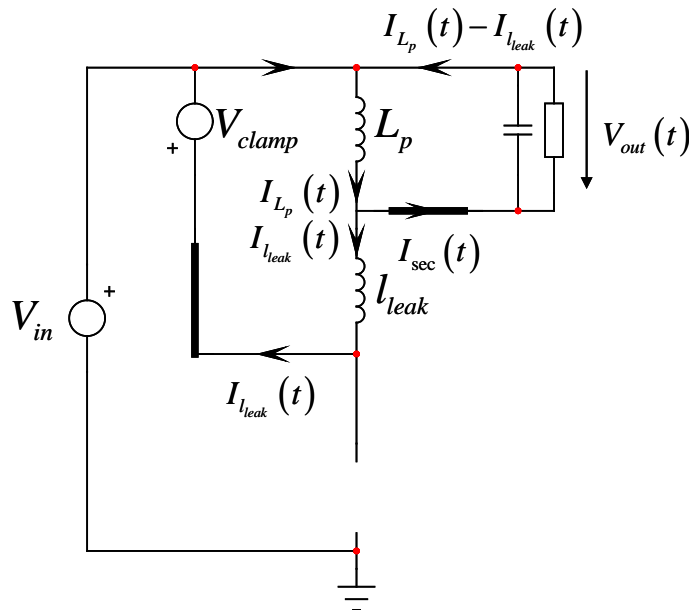 I_{L_p}(t) − I_{l_{leak}}(t)
V_{clamp}
+
L_p
V_{out}(t)
I_{L_p}(t)
I_{l_{leak}}(t)
I_{sec}(t)
+
V_{in}
l_{leak}
I_{l_{leak}}(t)